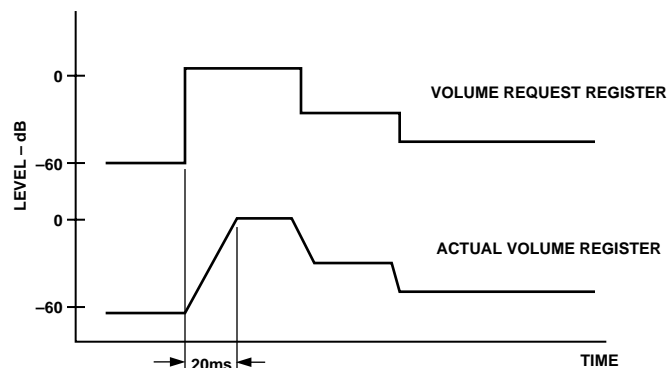 LEVEL – dB
0
VOLUME REQUEST REGISTER
–60
0
ACTUAL VOLUME REGISTER
–60
20ms
TIME